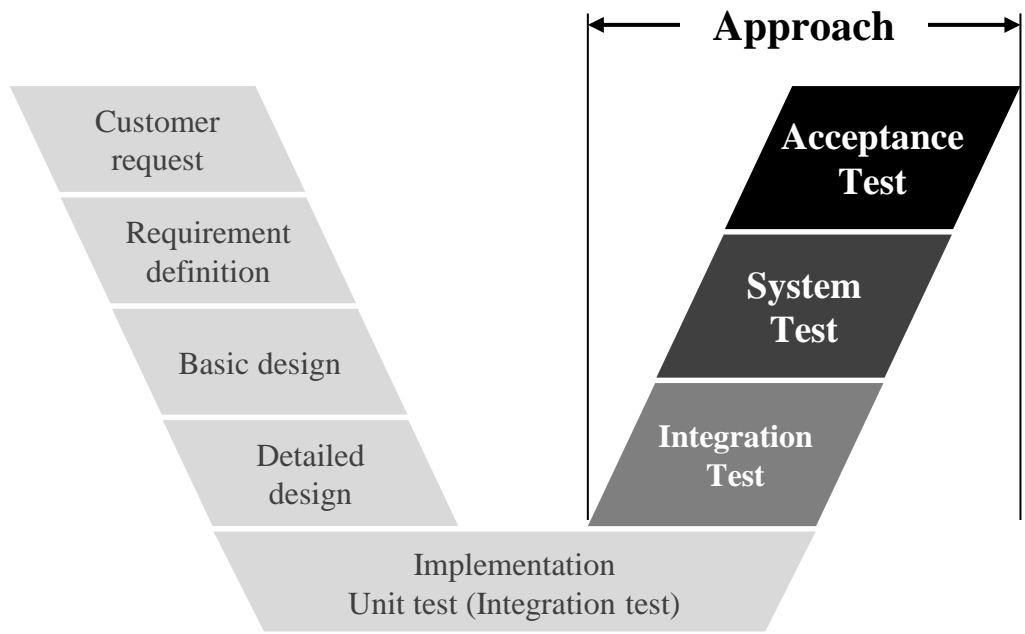 Approach
Customer
request
Requirement
definition
Basic design
Detailed
design
Implementation
Unit test (Integration test)
Acceptance
Test
System
Test
Integration
Test